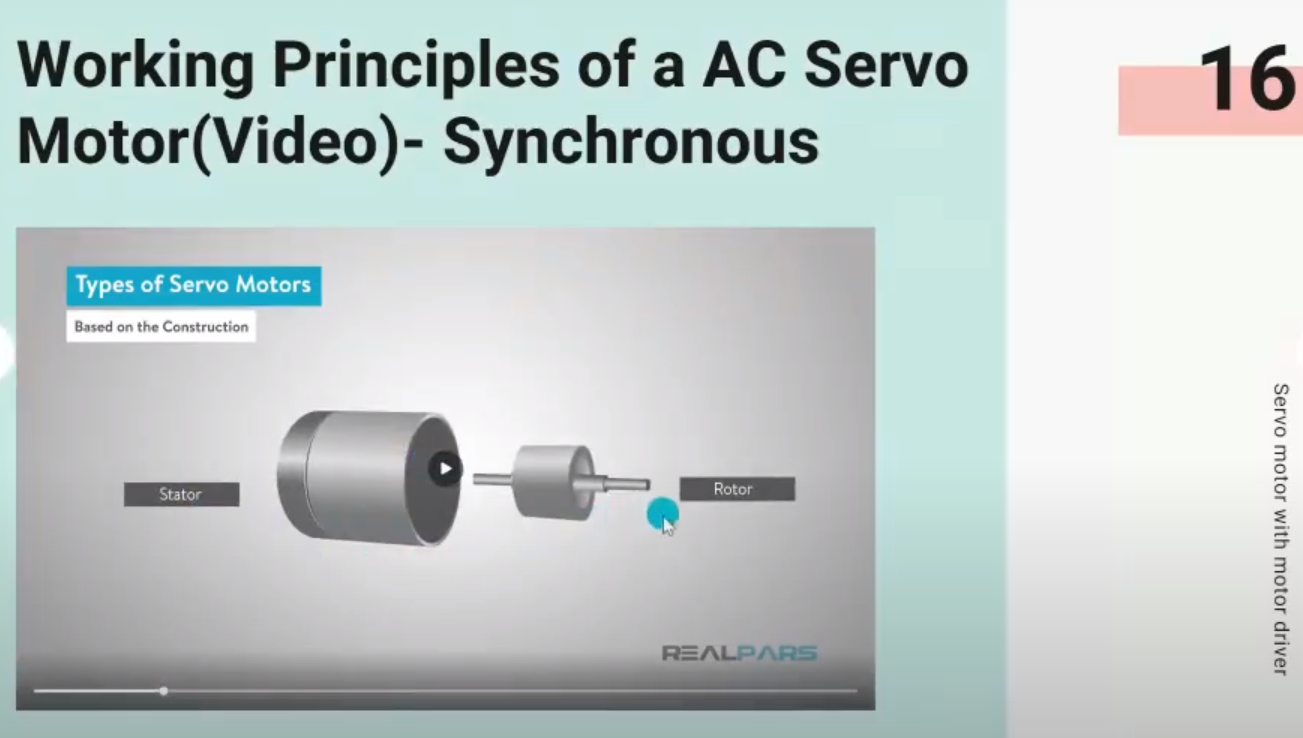 Working Principles of a AC Servo
Motor(Video)- Synchronous
16
Types of Servo Motors
Based on the Construction
Stator
Rotor
REALPARS
Servo motor with motor driver